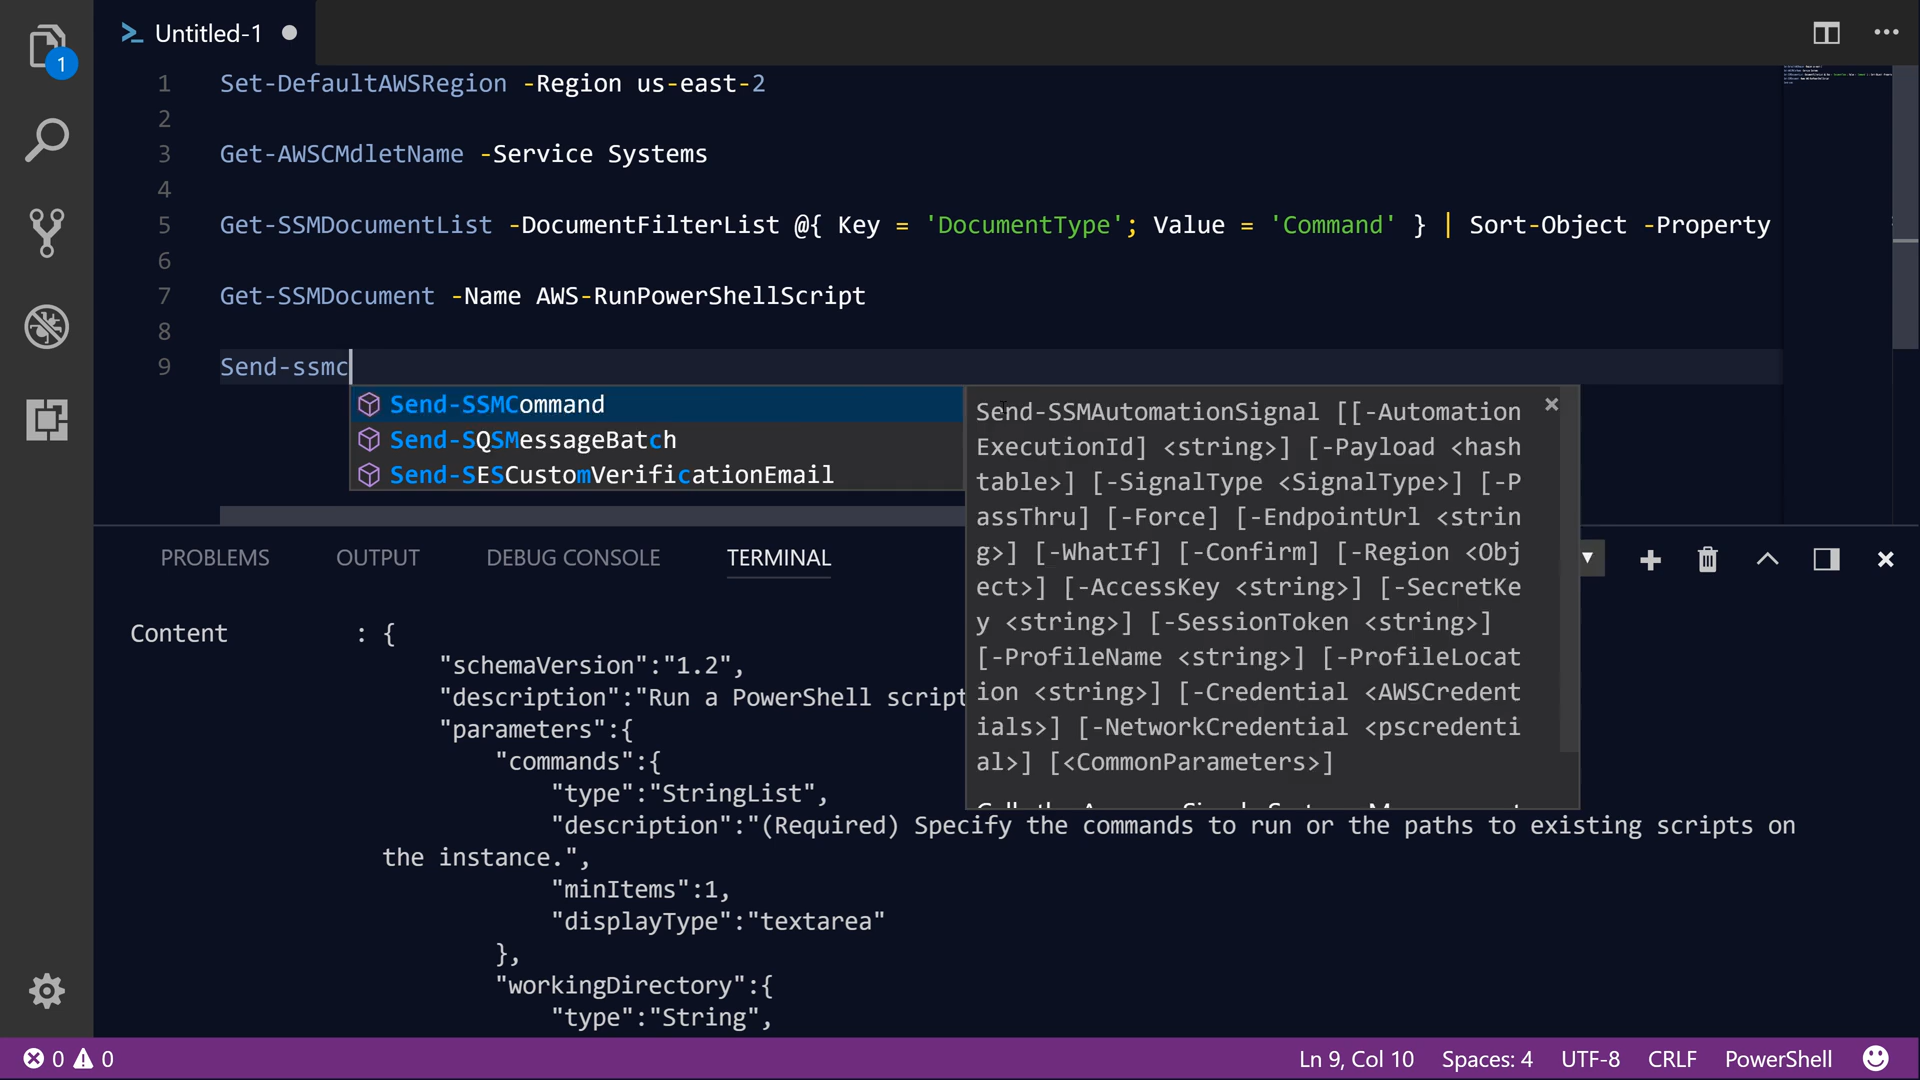 1
Untitled-1
1 Set-DefaultAWSRegion -Region us-east-2
2
3 Get-AWSCMdletName -Service Systems
4
5 Get-SSMDocumentList -DocumentFilterList @{ Key = 'DocumentType'; Value = 'Command' } | Sort-Object -Property
6
7 Get-SSMDocument -Name AWS-RunPowerShellScript
8
9 Send-ssmc
Send-SSMCommand
Send-SQSMessageBatch
Send-SESCustomVerificationEmail
Send-SSMAutomationSignal [[-Automation
ExecutionId] <string>] [-Payload <hash
table>] [-SignalType <SignalType>] [-P
assThru] [-Force] [-EndpointUrl <strin
g>] [-WhatIf] [-Confirm] [-Region <Obj
ect>] [-AccessKey <string>] [-SecretKe
y <string>] [-SessionToken <string>]
[-ProfileName <string>] [-ProfileLocat
ion <string>] [-Credential <AWSCredent
ials>] [-NetworkCredential <pscredenti
al>] [<CommonParameters>]
PROBLEMS OUTPUT DEBUG CONSOLE TERMINAL
Content : {
"schemaVersion":"1.2",
"description":"Run a PowerShell script
"parameters":{
"commands":{
"type":"StringList",
"description":"(Required) Specify the commands to run or the paths to existing scripts on
the instance.",
"minItems":1,
"displayType":"textarea"
},
"workingDirectory":{
"type":"String",
0 0 Ln 9, Col 10 Spaces: 4 UTF-8 CRLF PowerShell